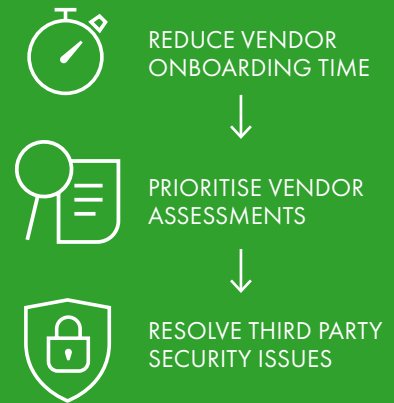 REDUCE VENDOR
ONBOARDING TIME
PRIORITISE VENDOR
ASSESSMENTS
RESOLVE THIRD PARTY
SECURITY ISSUES